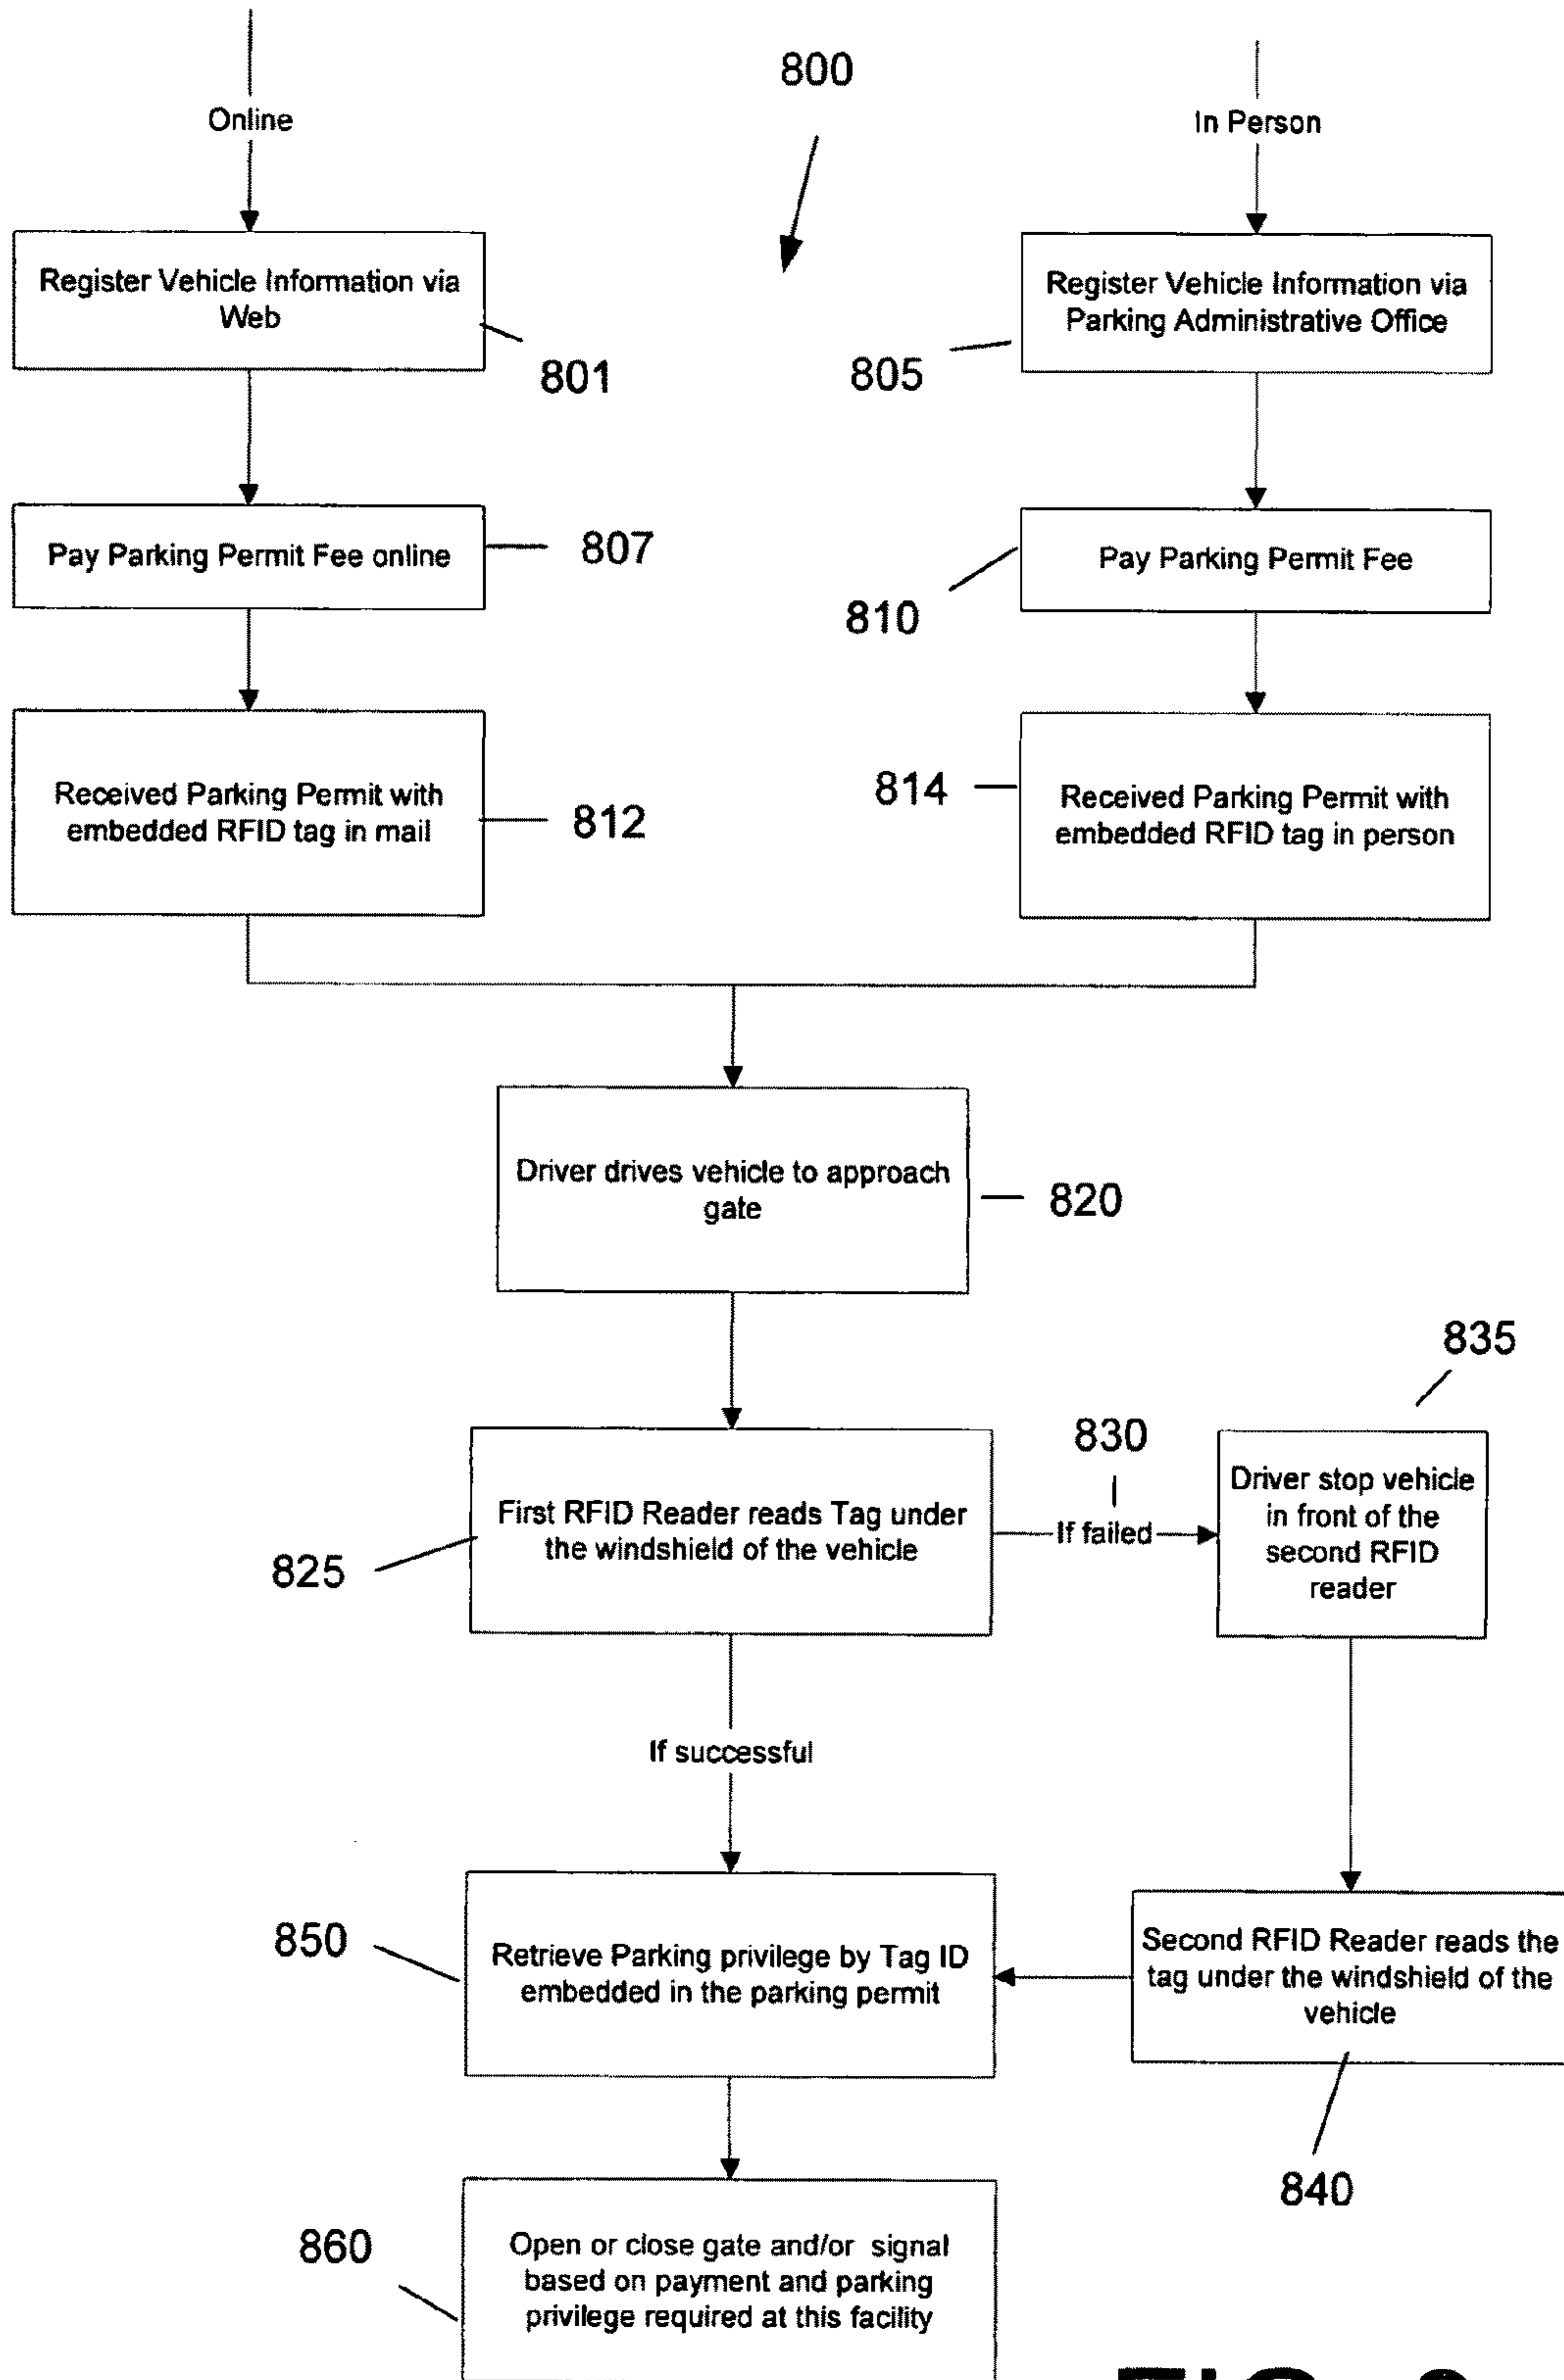 800
Online
In Person
Register Vehicle Information via
Web
801
Register Vehicle Information via
Parking Administrative Office
805
Pay Parking Permit Fee online
807
Pay Parking Permit Fee
810
Received Parking Permit with
embedded RFID tag in mail
812
814
Received Parking Permit with
embedded RFID tag in person
Driver drives vehicle to approach
gate
820
835
830
If failed
First RFID Reader reads Tag under
the windshield of the vehicle
825
Driver stop vehicle
in front of the
second RFID
reader
If successful
850
Retrieve Parking privilege by Tag ID
embedded in the parking permit
Second RFID Reader reads the
tag under the windshield of the
vehicle
840
860
Open or close gate and/or signal
based on payment and parking
privilege required at this facility